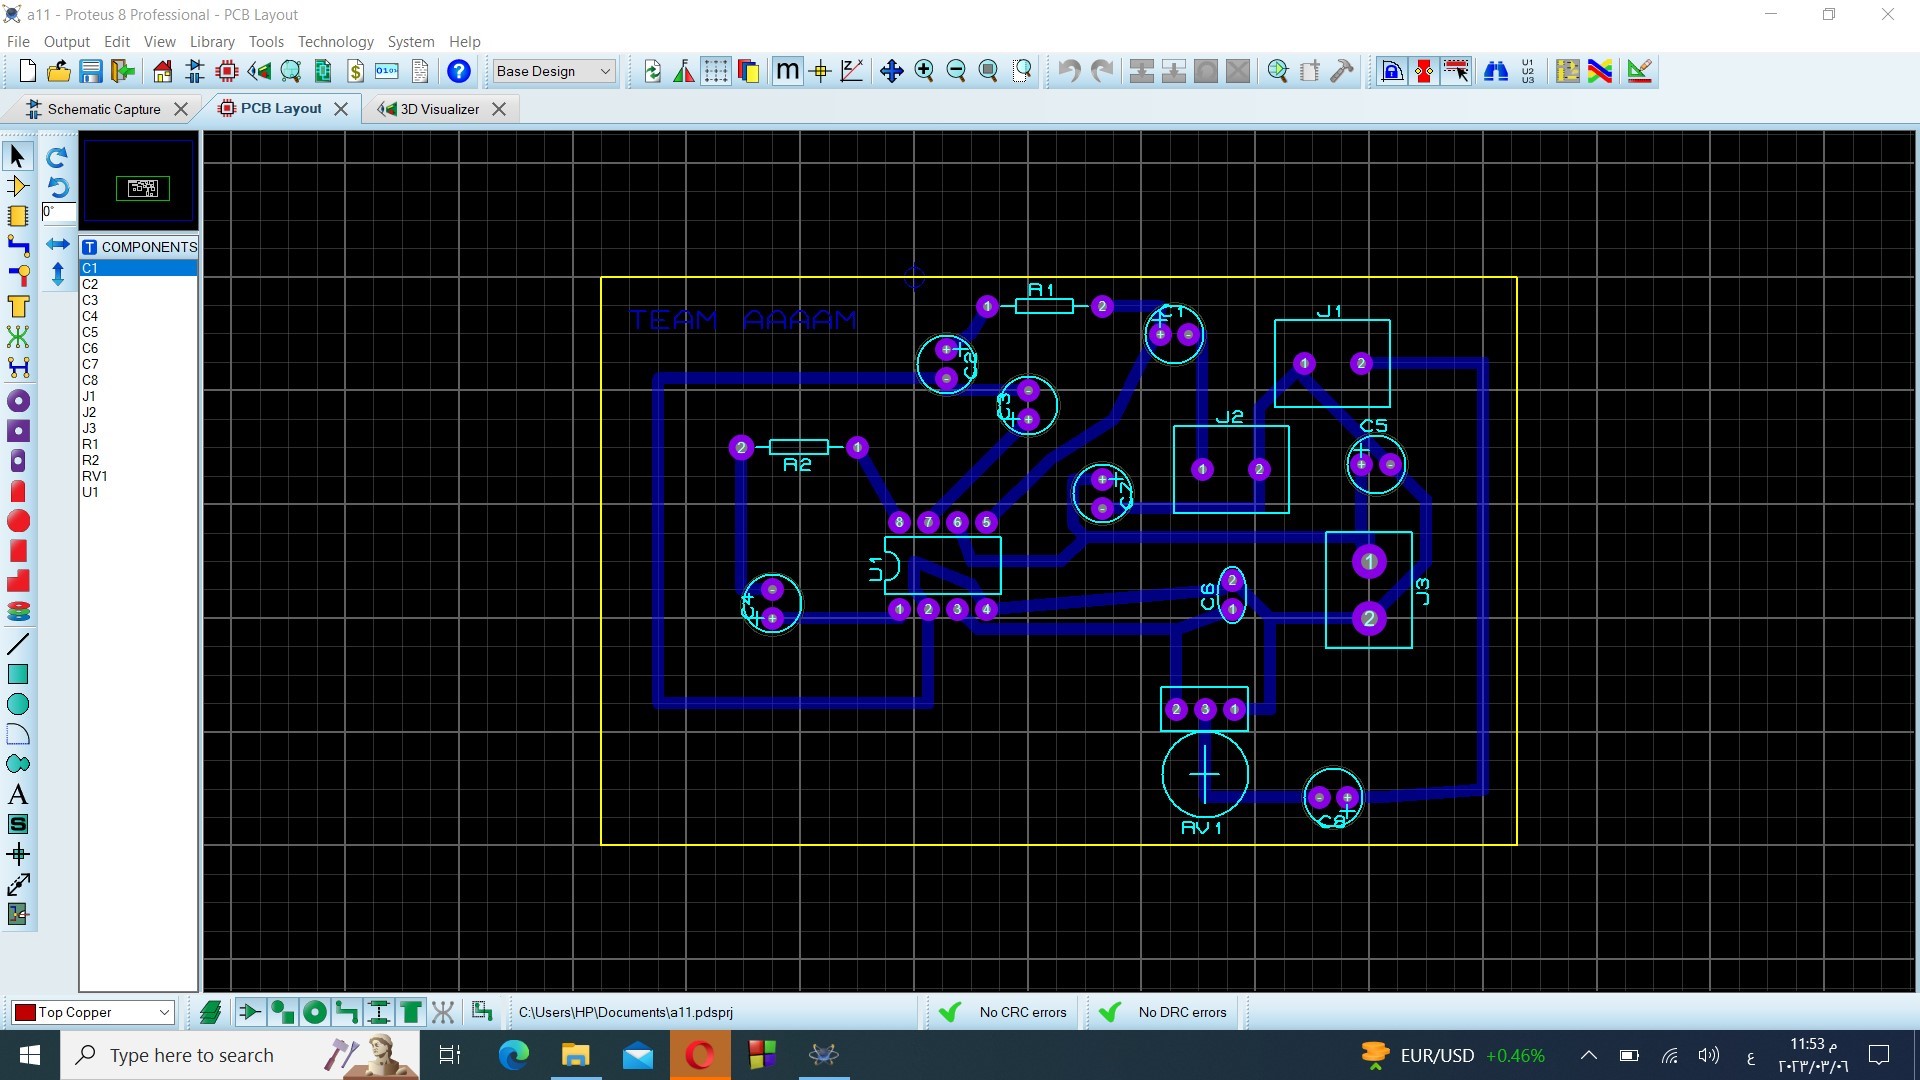 a11 - Proteus 8 Professional - PCB Layout
File Output Edit View Library Tools Technology System Help
Base Design
Schematic Capture
PCB Layout
3D Visualizer
0°
COMPONENTS
C1
C2
C3
C4
C5
C6
C7
C8
J1
J2
J3
R1
R2
RV1
U1
TEAM AAAAM
R1
1 2
C1
+ -
J1
1 2
C2
+
-
C3
-
+
J2
1 2
C5
+ -
2 1
R2
C7
+
-
8 7 6 5
U1
1 2 3 4
C4
-
+
C6
2
1
J3
1
2
2 3 1
RV1
- +
C8
Top Copper
C:\Users\HP\Documents\a11.pdsprj
No CRC errors
No DRC errors
Type here to search
EUR/USD +0.46%
ع
11:53 م
٢٠٢٣/٠٣/٠٦